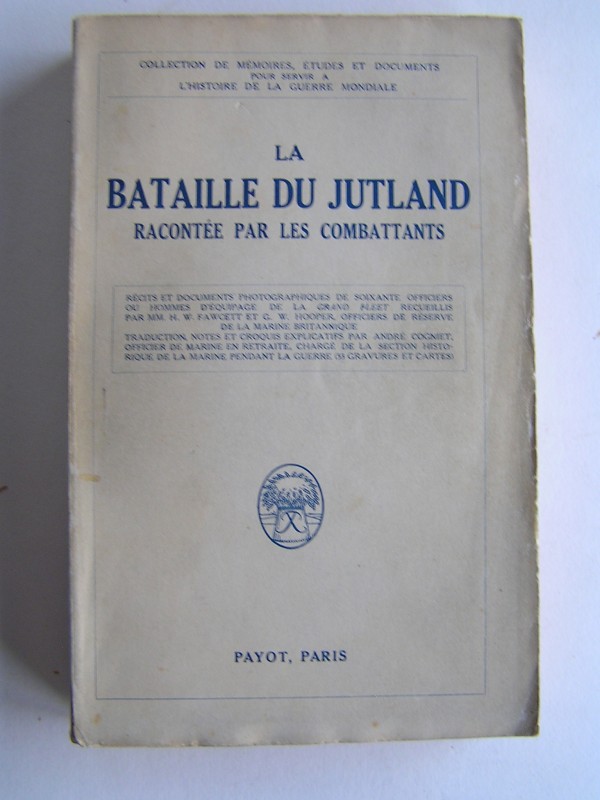 COLLECTION DE MÉMOIRES, ÉTUDES ET DOCUMENTS
POUR SERVIR A
L'HISTOIRE DE LA GUERRE MONDIALE
LA
BATAILLE DU JUTLAND
RACONTÉE PAR LES COMBATTANTS
RÉCITS ET DOCUMENTS PHOTOGRAPHIQUES DE SOIXANTE OFFICIERS
OU HOMMES D'ÉQUIPAGE DE LA GRAND FLEET RECUEILLIS
PAR MM. H. W. FAWCETT ET G. W. HOOPER, OFFICIERS DE RÉSERVE
DE LA MARINE BRITANNIQUE
TRADUCTION, NOTES ET CROQUIS EXPLICATIFS PAR ANDRÉ COGNIET,
OFFICIER DE MARINE EN RETRAITE, CHARGÉ DE LA SECTION HISTO-
RIQUE DE LA MARINE PENDANT LA GUERRE (53 GRAVURES ET CARTES)
PAYOT, PARIS